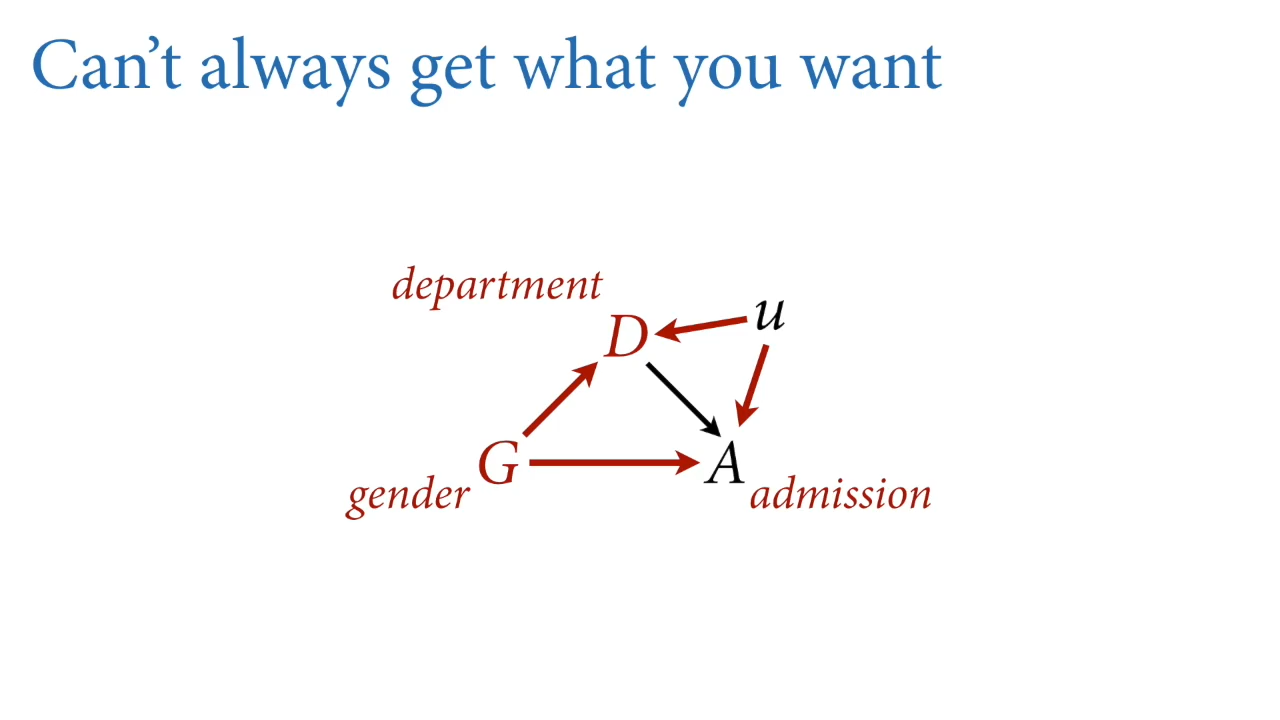 Can’t always get what you want
department
D
u
G
A
gender
admission